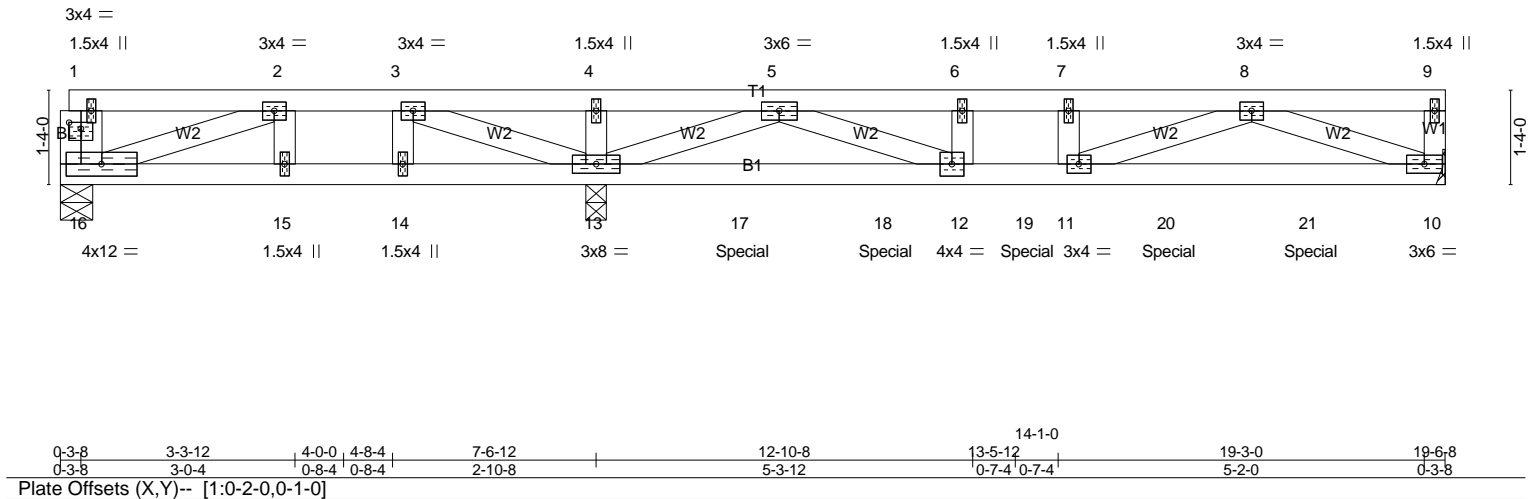 3x4 =
1.5x4 || 3x4 = 3x4 = 1.5x4 || 3x6 = 1.5x4 || 1.5x4 || 3x4 = 1.5x4 ||
1 2 3 4 5 6 7 8 9
T1
1-4-0 W2 W2 W2 W2 W2 W2 W1 1-4-0
B1
16 15 14 13 17 18 12 19 11 20 21 10
4x12 = 1.5x4 || 1.5x4 || 3x8 = Special Special 4x4 = Special 3x4 = Special Special 3x6 =
14-1-0
0-3-8 3-3-12 4-0-0 4-8-4 7-6-12 12-10-8 13-5-12 19-3-0 19-6-8
0-3-8 3-0-4 0-8-4 0-8-4 2-10-8 5-3-12 0-7-4 0-7-4 5-2-0 0-3-8
Plate Offsets (X,Y)-- [1:0-2-0,0-1-0]